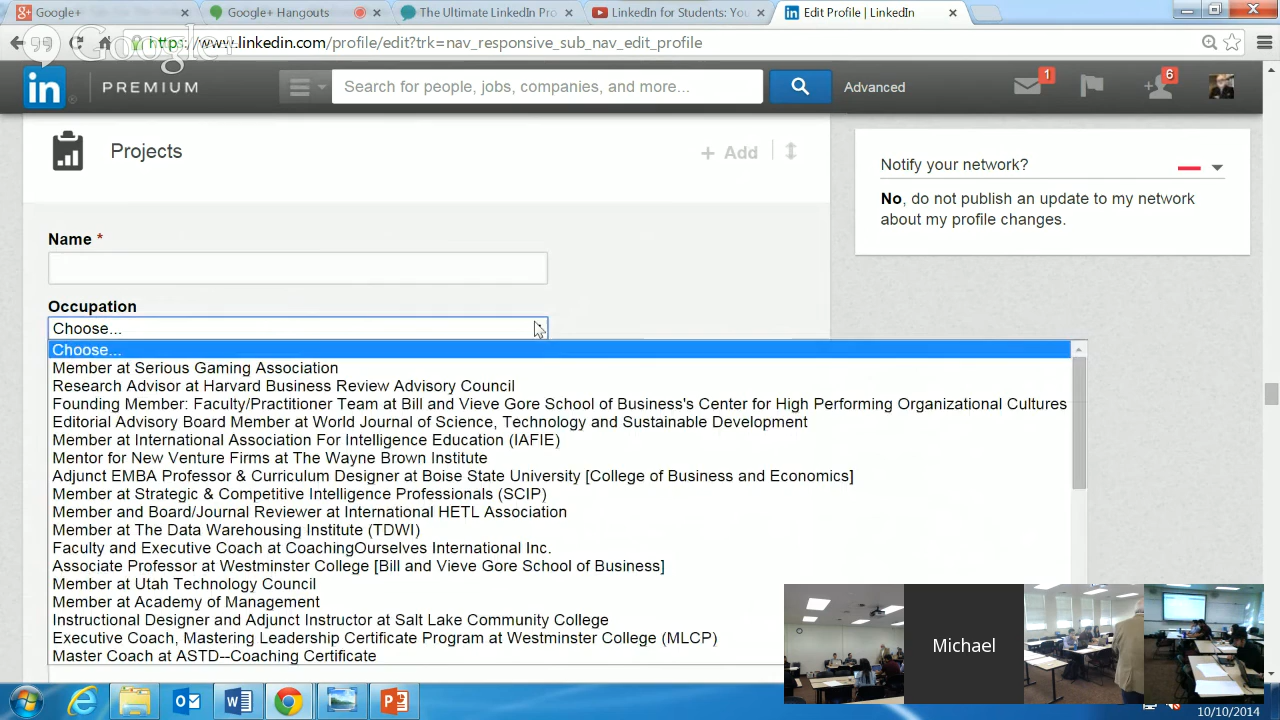 Google+
Google+ Hangouts
The Ultimate LinkedIn Pro
LinkedIn for Students: You
Edit Profile | LinkedIn
https://www.linkedin.com/profile/edit?trk=nav_responsive_sub_nav_edit_profile
Google+
in PREMIUM
Search for people, jobs, companies, and more...
Advanced
1
6
Projects
+ Add
Notify your network?
No, do not publish an update to my network
about my profile changes.
Name *
Occupation
Choose...
Choose...
Member at Serious Gaming Association
Research Advisor at Harvard Business Review Advisory Council
Founding Member: Faculty/Practitioner Team at Bill and Vieve Gore School of Business's Center for High Performing Organizational Cultures
Editorial Advisory Board Member at World Journal of Science, Technology and Sustainable Development
Member at International Association For Intelligence Education (IAFIE)
Mentor for New Venture Firms at The Wayne Brown Institute
Adjunct EMBA Professor & Curriculum Designer at Boise State University [College of Business and Economics]
Member at Strategic & Competitive Intelligence Professionals (SCIP)
Member and Board/Journal Reviewer at International HETL Association
Member at The Data Warehousing Institute (TDWI)
Faculty and Executive Coach at CoachingOurselves International Inc.
Associate Professor at Westminster College [Bill and Vieve Gore School of Business]
Member at Utah Technology Council
Member at Academy of Management
Instructional Designer and Adjunct Instructor at Salt Lake Community College
Executive Coach, Mastering Leadership Certificate Program at Westminster College (MLCP)
Master Coach at ASTD--Coaching Certificate
Michael
10/10/2014